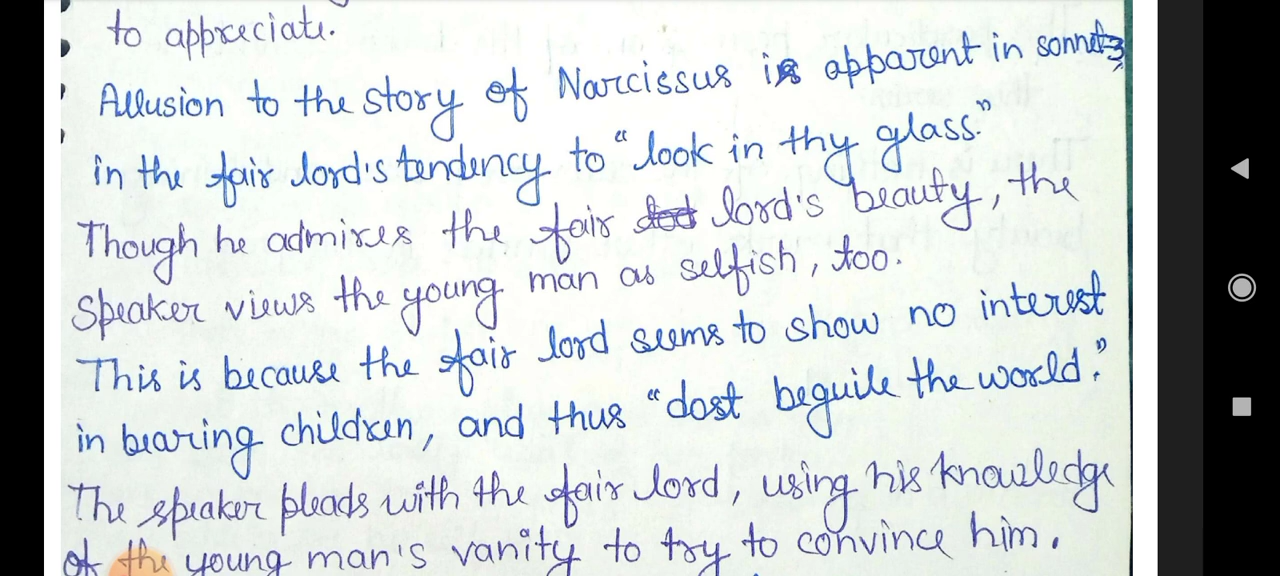 to appreciate.
Allusion to the story of Narcissus is apparent in sonnet 3
in the fair lord's tendency to "look in thy glass."
Though he admires the fair lord's beauty, the
speaker views the young man as selfish, too.
This is because the fair lord seems to show no interest
in bearing children, and thus "dost beguile the world."
The speaker pleads with the fair lord, using his knowledge
of the young man's vanity to try to convince him.